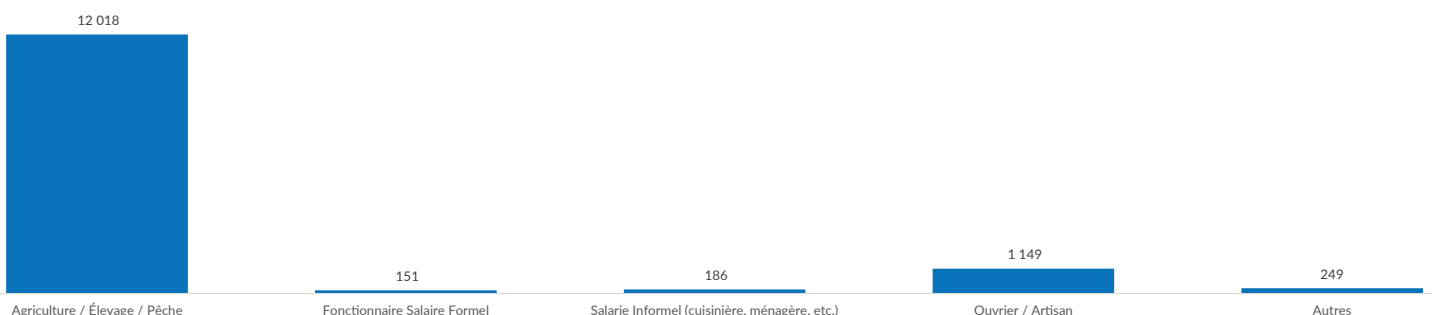 12 018
151
186
1 149
249
Agriculture / Élevage / Pêche
Fonctionnaire Salaire Formel
Salarie Informel (cuisinière, ménagère, etc.)
Ouvrier / Artisan
Autres